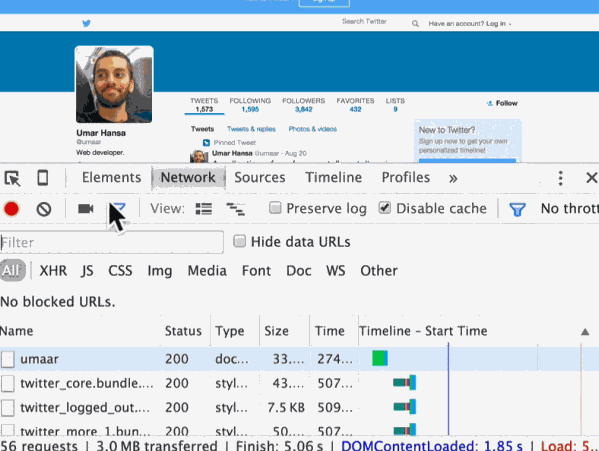 Search Twitter Have an account? Log in
TWEETS FOLLOWING FOLLOWERS FAVORITES LISTS
1,573 1,595 3,842 432 9
Follow
Umar Hansa
@umaar
Web developer.
Tweets Tweets & replies Photos & videos
Pinned Tweet
Umar Hansa @umaar · Aug 20
New to Twitter?
Sign up now to get your own
personalized timeline!
Elements Network Sources Timeline Profiles »
View: Preserve log Disable cache No thrott
Filter Hide data URLs
All XHR JS CSS Img Media Font Doc WS Other
No blocked URLs.
Name Status Type Size Time Timeline – Start Time
umaar 200 doc... 33.... 274...
twitter_core.bundle.... 200 styl... 43.... 507...
twitter_logged_out.... 200 styl... 7.5 KB 509...
twitter_more_1.bun... 200 styl... 50.... 507...
56 requests | 3.0 MB transferred | Finish: 5.06 s | DOMContentLoaded: 1.85 s | Load: 5..